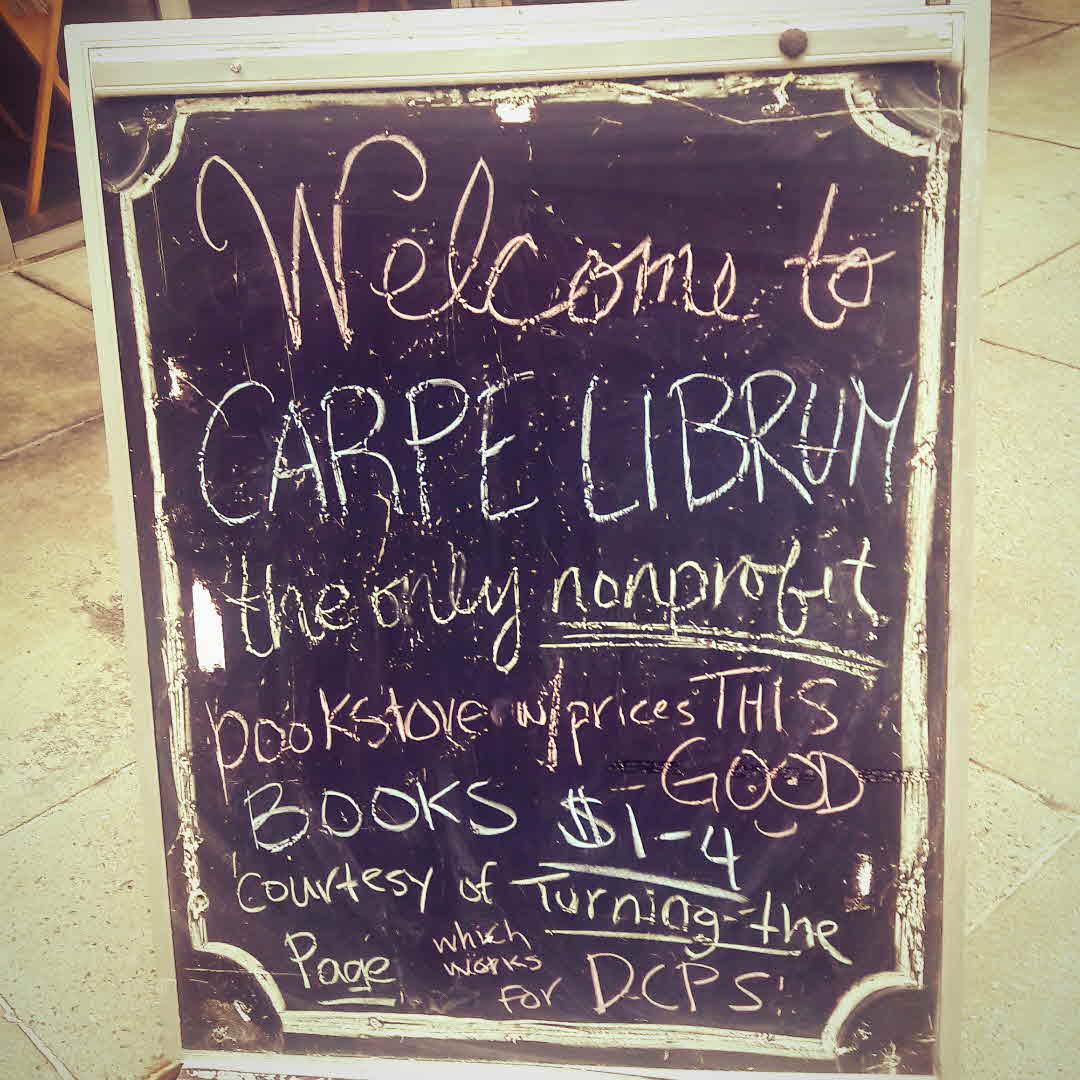 Welcome to
CARPE LIBRUM
the only nonprofit
bookstore w/prices THIS
GOOD
BOOKS $1-4
courtesy of Turning-the
Page which works
for DCPS!